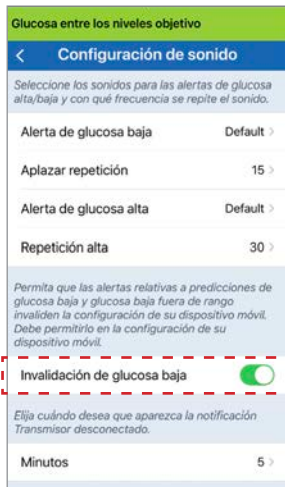 Glucosa entre los niveles objetivo
< Configuración de sonido
Seleccione los sonidos para las alertas de glucosa
alta/baja y con qué frecuencia se repite el sonido.
Alerta de glucosa baja Default >
Aplazar repetición 15 >
Alerta de glucosa alta Default >
Repetición alta 30 >
Permita que las alertas relativas a predicciones de
glucosa baja y glucosa baja fuera de rango
invaliden la configuración de su dispositivo móvil.
Debe permitirlo en la configuración de su
dispositivo móvil.
Invalidación de glucosa baja
Elija cuándo desea que aparezca la notificación
Transmisor desconectado.
Minutos 5 >